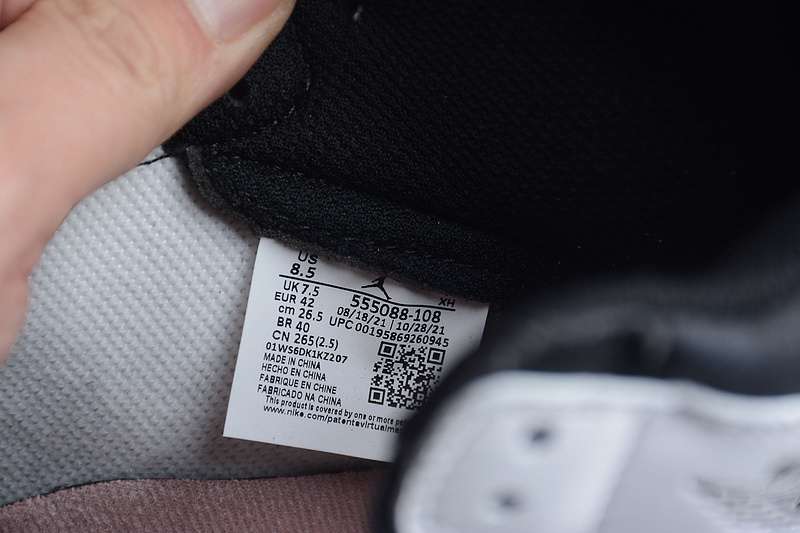 US
8.5
UK 7.5
EUR 42
cm 26.5
BR 40
CN 265(2.5)
XH
555088-108
08/18/21 | 10/28/21
UPC 00195869260945
01WS6DK1KZ207
MADE IN CHINA
HECHO EN CHINA
FABRIQUE EN CHINE
FABRICADO NA CHINA
This product is covered by one or more
www.nike.com/patentsvirtual